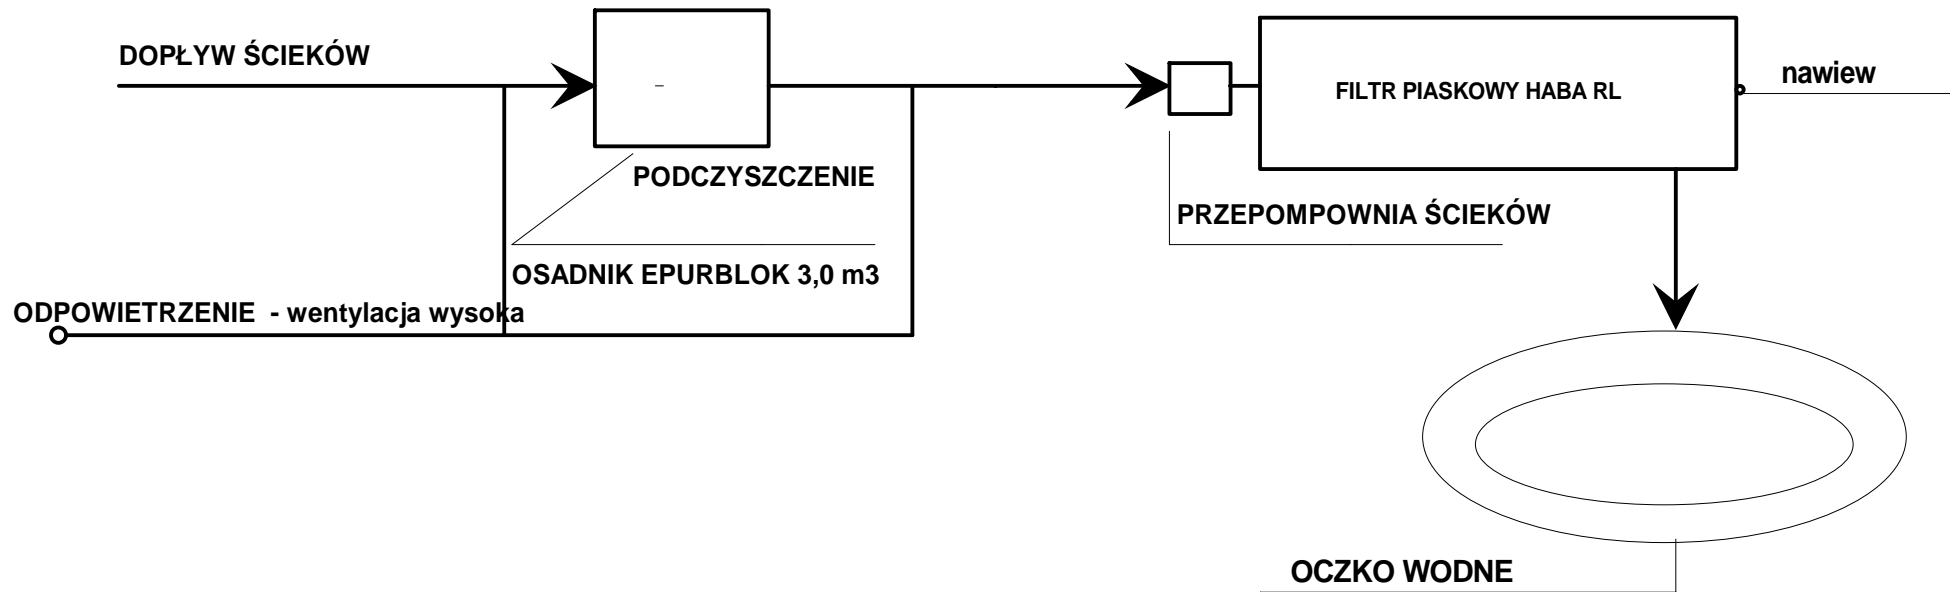 DOPŁYW ŚCIEKÓW
–
FILTR PIASKOWY HABA RL
nawiew
PODCZYSZCZENIE
PRZEPOMPOWNIA ŚCIEKÓW
OSADNIK EPURBLOK 3,0 m3
ODPOWIETRZENIE - wentylacja wysoka
OCZKO WODNE